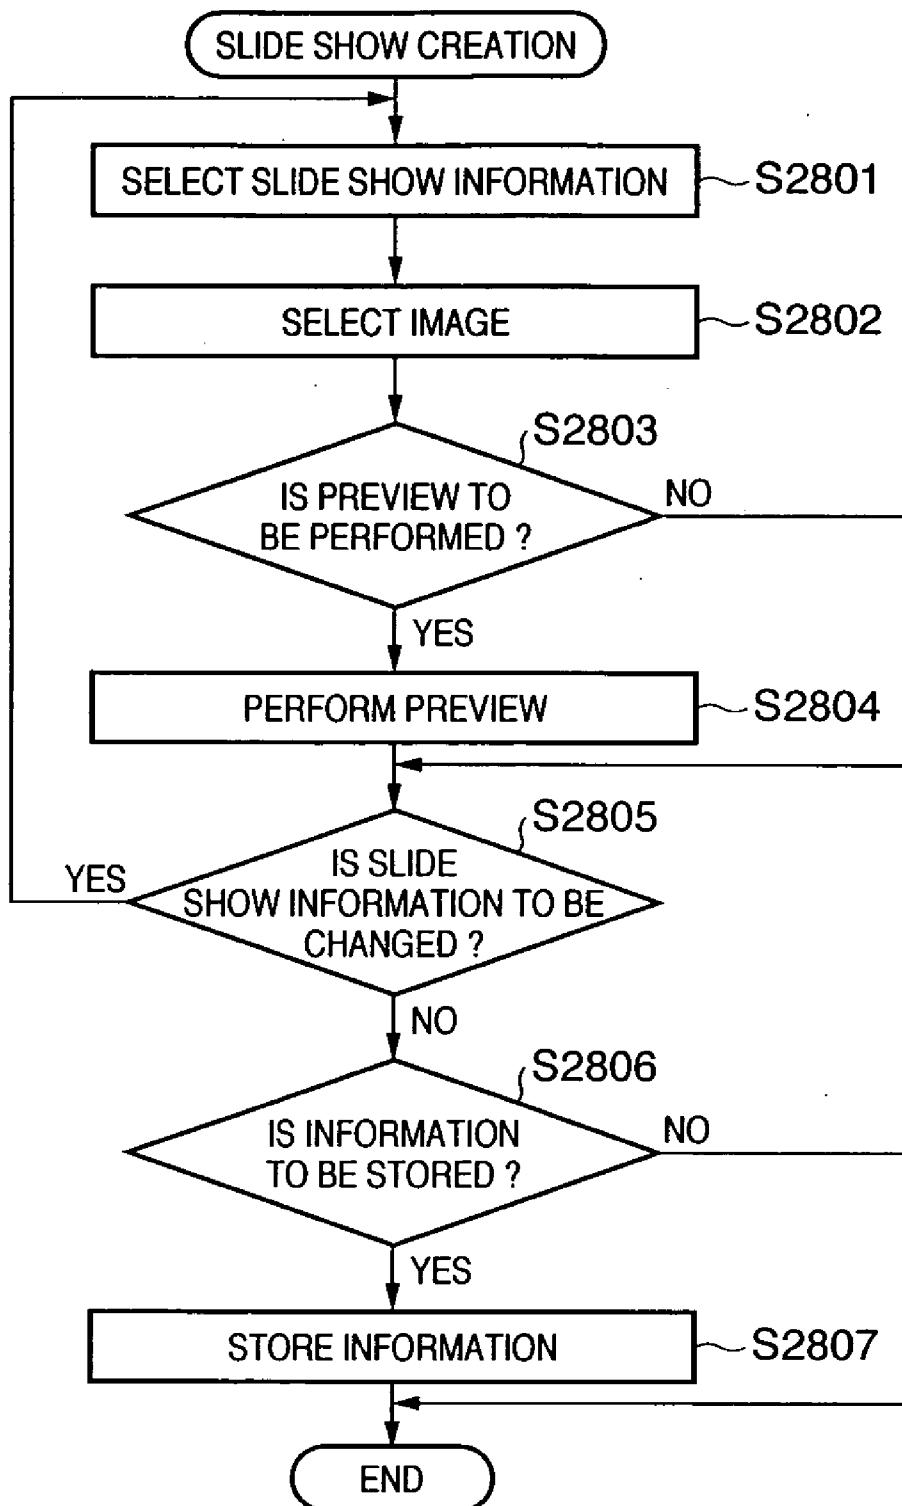 SLIDE SHOW CREATION
SELECT SLIDE SHOW INFORMATION
S2801
SELECT IMAGE
S2802
S2803
IS PREVIEW TO
BE PERFORMED ?
NO
YES
PERFORM PREVIEW
S2804
S2805
YES
IS SLIDE
SHOW INFORMATION TO BE
CHANGED ?
NO
S2806
IS INFORMATION
TO BE STORED ?
NO
YES
STORE INFORMATION
S2807
END